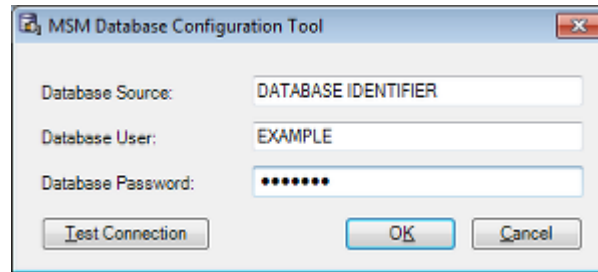 MSM Database Configuration Tool
Database Source: DATABASE IDENTIFIER
Database User: EXAMPLE
Database Password: •••••••
Test Connection OK Cancel